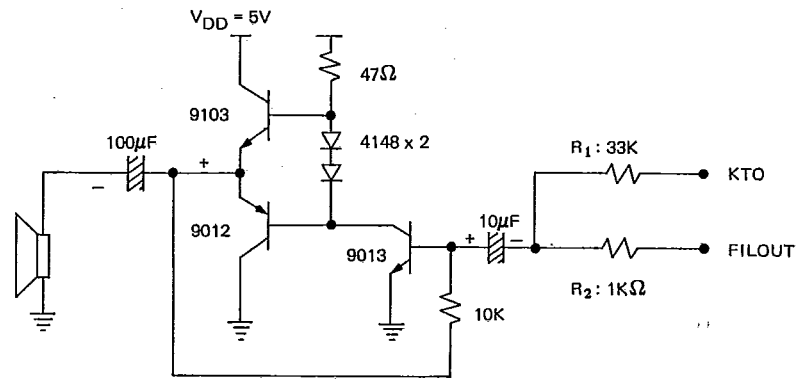 V_DD = 5V
47Ω
9103
100μF
4148 x 2
R₁ : 33K
+
KTO
−
10μF
9012
+
−
9013
FILOUT
R₂ : 1KΩ
10K